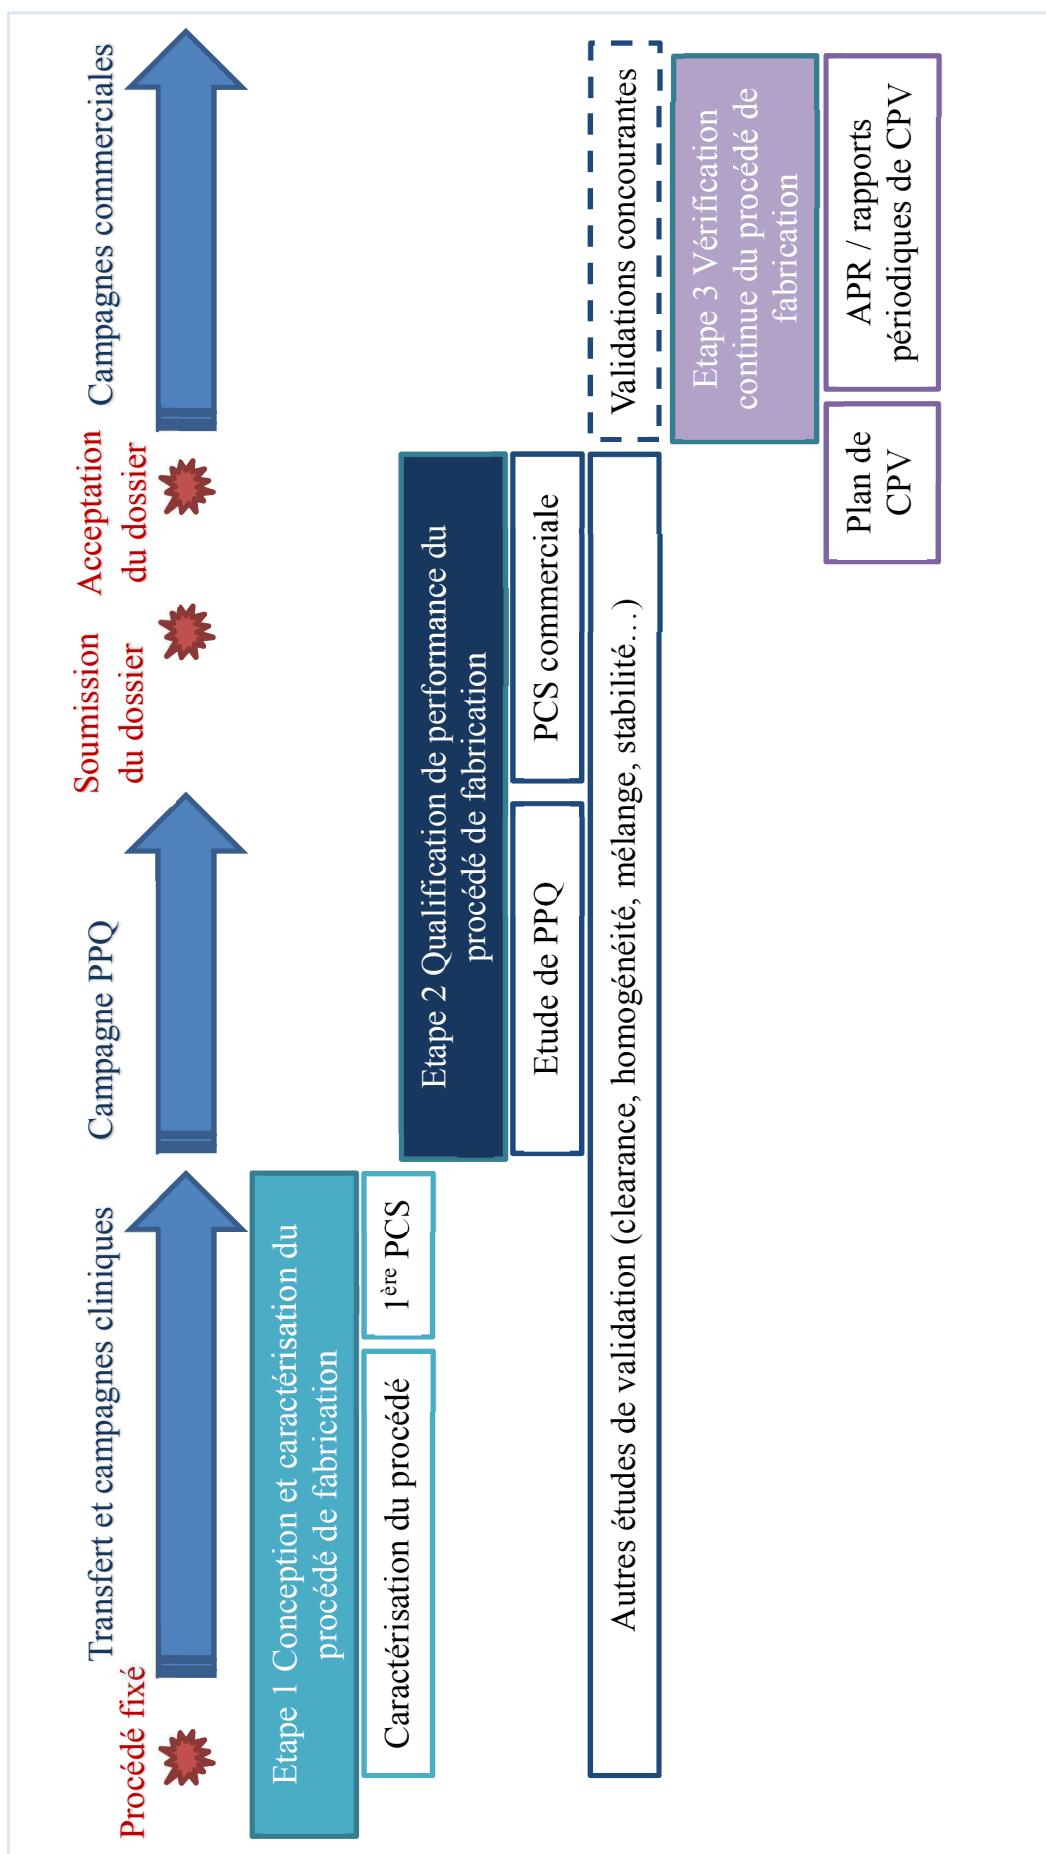 Procédé fixé
Transfert et campagnes cliniques
Campagne PPQ
Soumission
du dossier
Acceptation
du dossier
Campagnes commerciales
Etape 1 Conception et caractérisation du
procédé de fabrication
Caractérisation du procédé
1ère PCS
Etape 2 Qualification de performance du
procédé de fabrication
Etude de PPQ
PCS commerciale
Autres études de validation (clearance, homogénéité, mélange, stabilité…)
Validations concourantes
Etape 3 Vérification
continue du procédé de
fabrication
Plan de
CPV
APR / rapports
périodiques de CPV